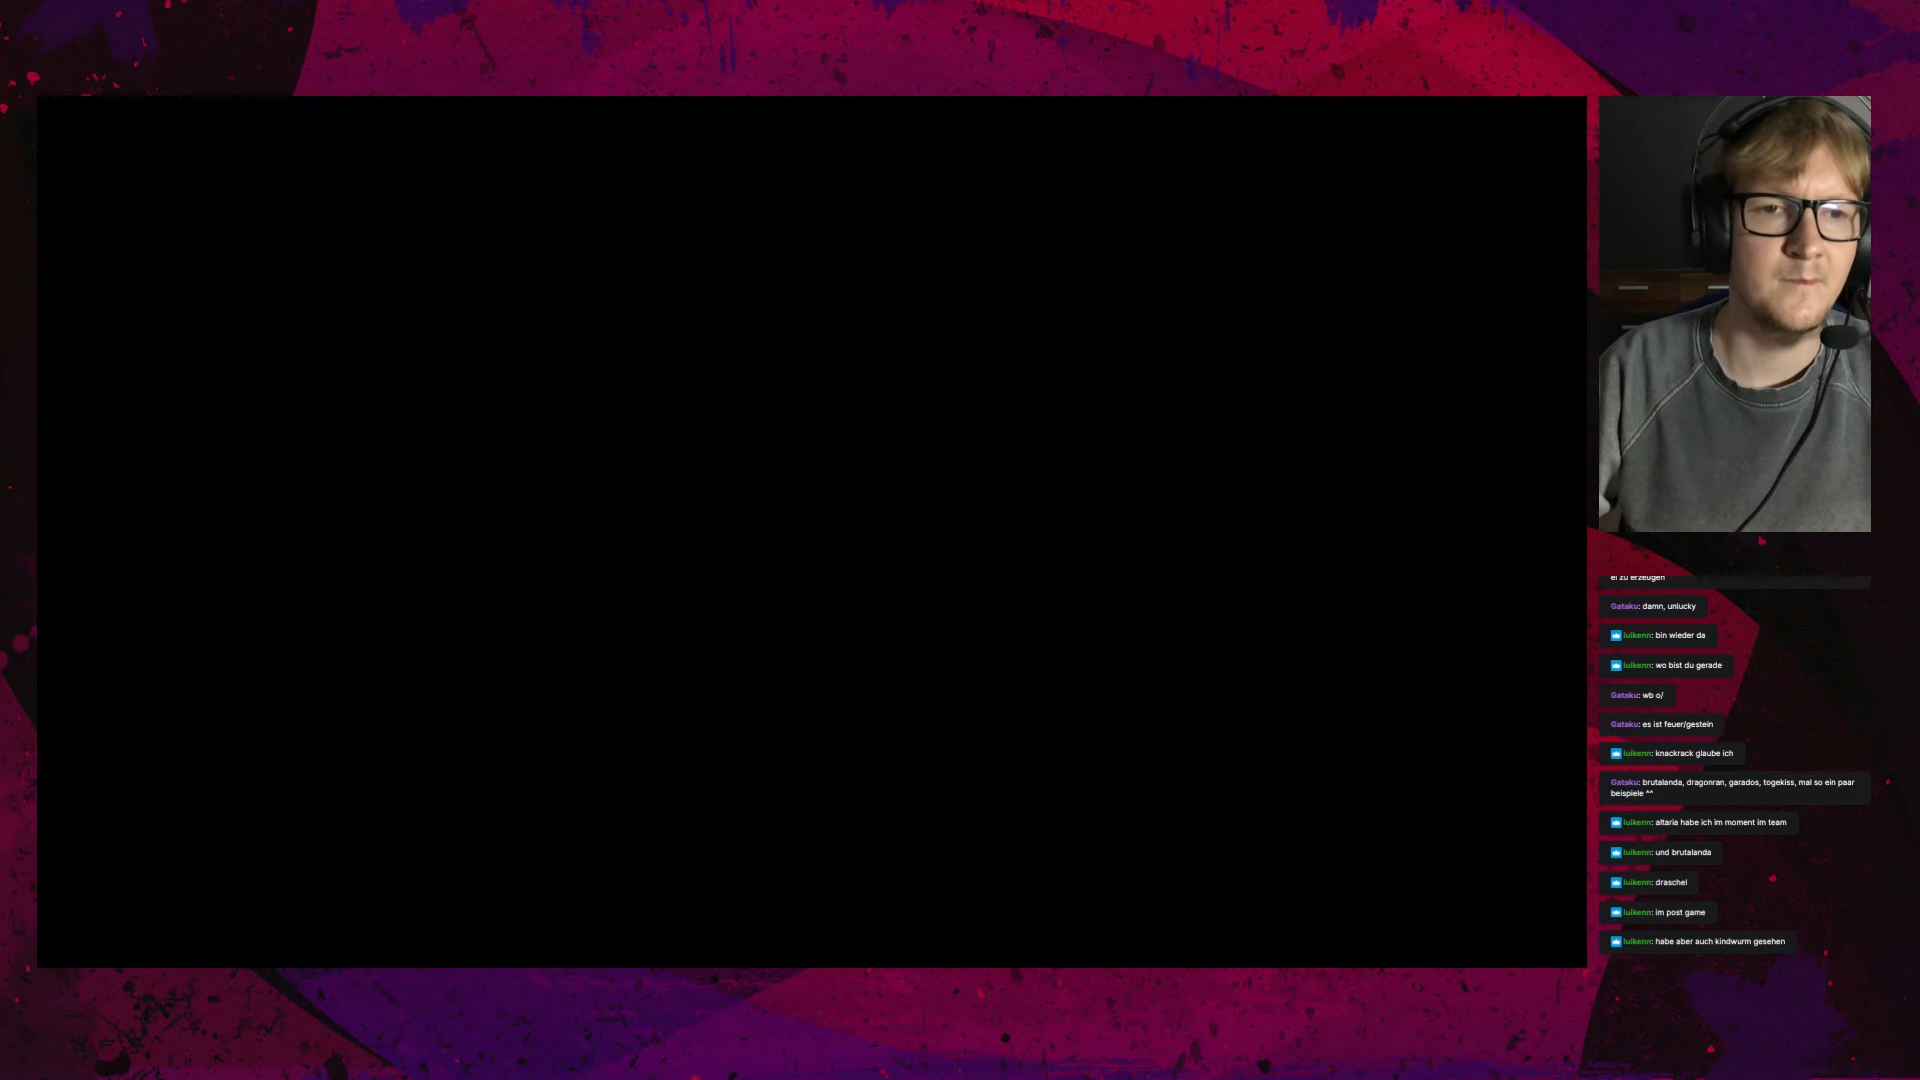 ei zu erzeugen
Gataku: damn, unlucky
luikenn: bin wieder da
luikenn: wo bist du gerade
Gataku: wb o/
Gataku: es ist feuer/gestein
luikenn: knackrack glaube ich
Gataku: brutalanda, dragonran, garados, togekiss, mal so ein paar
beispiele ^^
luikenn: altaria habe ich im moment im team
luikenn: und brutalanda
luikenn: draschel
luikenn: im post game
luikenn: habe aber auch kindwurm gesehen